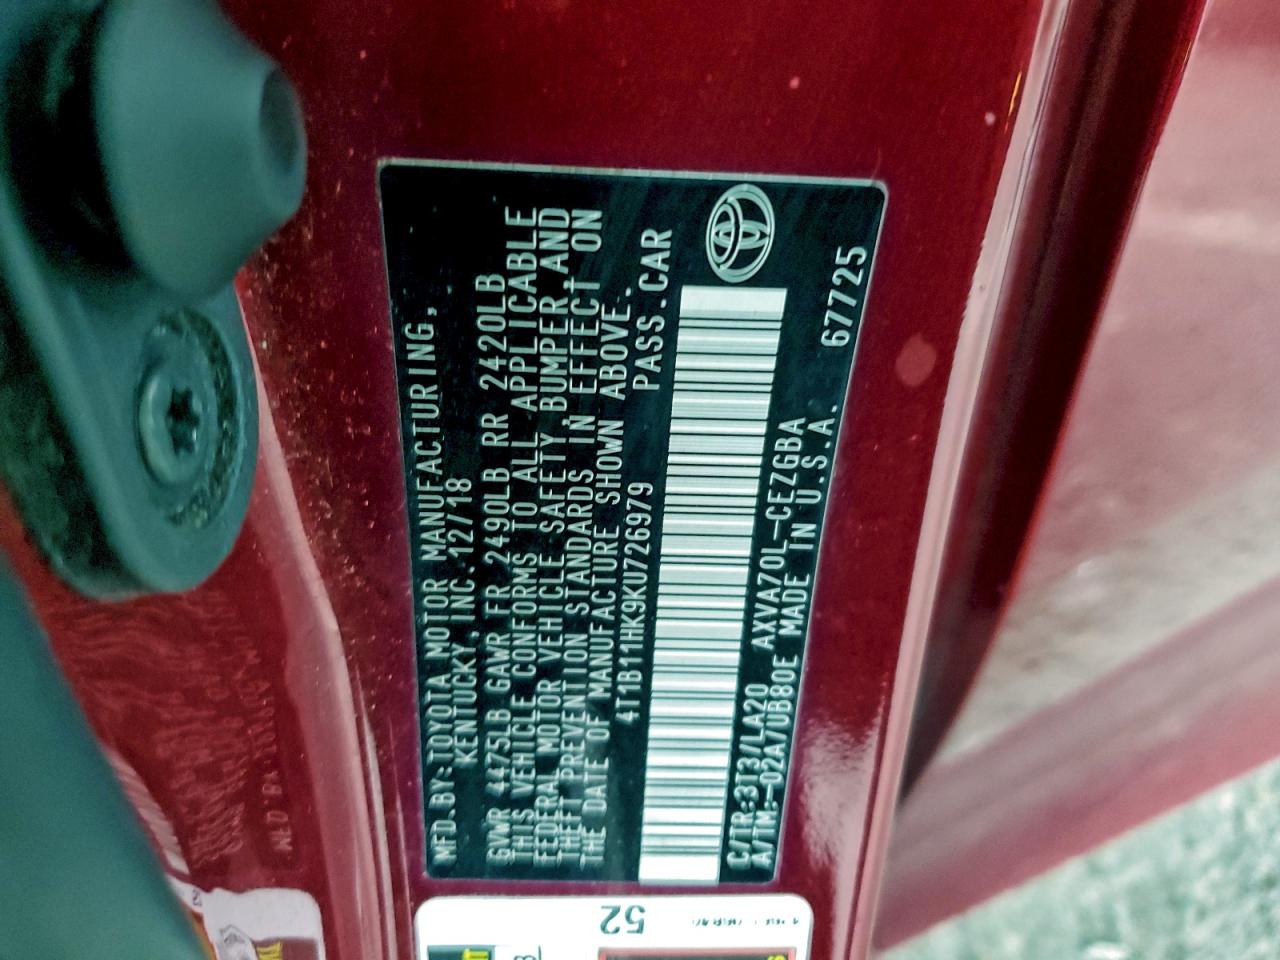 MFD.BY:TOYOTA MOTOR MANUFACTURING,
KENTUCKY,INC.12/18
GVWR 4475LB GAWR FR 2490LB RR 2420LB
THIS VEHICLE CONFORMS TO ALL APPLICABLE
FEDERAL MOTOR VEHICLE SAFETY,BUMPER,AND
THEFT PREVENTION STANDARDS IN EFFECT ON
THE DATE OF MANUFACTURE SHOWN ABOVE.
4T1B11HK9KU726979 PASS.CAR
C/TR:3T3/LA20 AXVA70L-CEZGBA
A/TM:-02A/UB80E MADE IN U.S.A. 67725
52